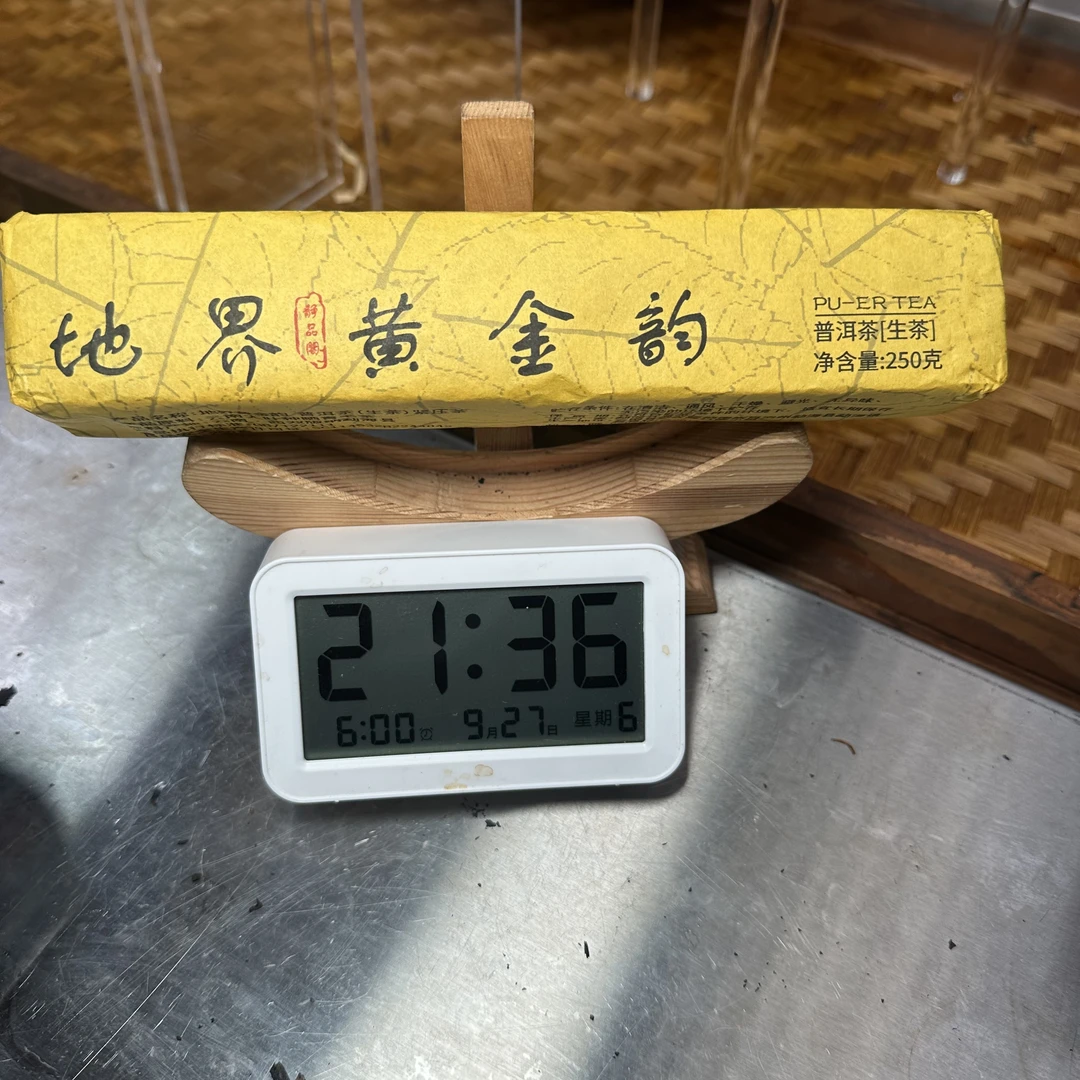 地界 静品阁 黄金韵
PU-ER TEA
普洱茶[生茶]
净含量:250克
21:36
6:00 9月27日 星期6